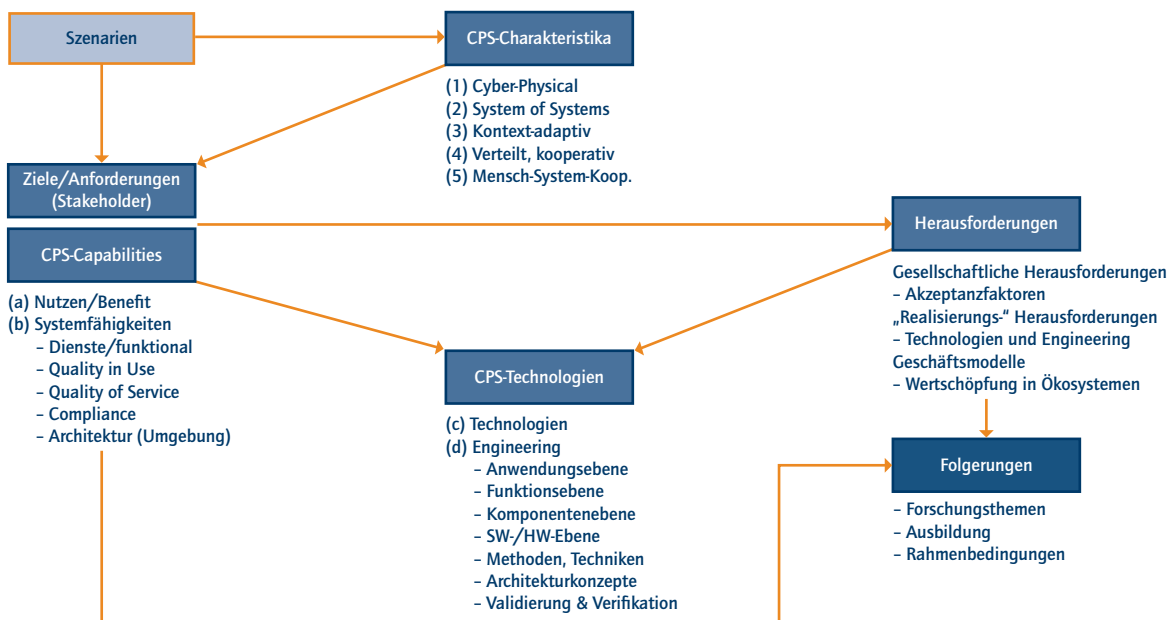 Szenarien
CPS-Charakteristika
(1) Cyber-Physical
(2) System of Systems
(3) Kontext-adaptiv
(4) Verteilt, kooperativ
(5) Mensch-System-Koop.
Ziele/Anforderungen
(Stakeholder)
CPS-Capabilities
(a) Nutzen/Benefit
(b) Systemfähigkeiten
– Dienste/funktional
– Quality in Use
– Quality of Service
– Compliance
– Architektur (Umgebung)
CPS-Technologien
(c) Technologien
(d) Engineering
– Anwendungsebene
– Funktionsebene
– Komponentenebene
– SW-/HW-Ebene
– Methoden, Techniken
– Architekturkonzepte
– Validierung & Verifikation
Herausforderungen
Gesellschaftliche Herausforderungen
– Akzeptanzfaktoren
„Realisierungs-“ Herausforderungen
– Technologien und Engineering
Geschäftsmodelle
– Wertschöpfung in Ökosystemen
Folgerungen
– Forschungsthemen
– Ausbildung
– Rahmenbedingungen